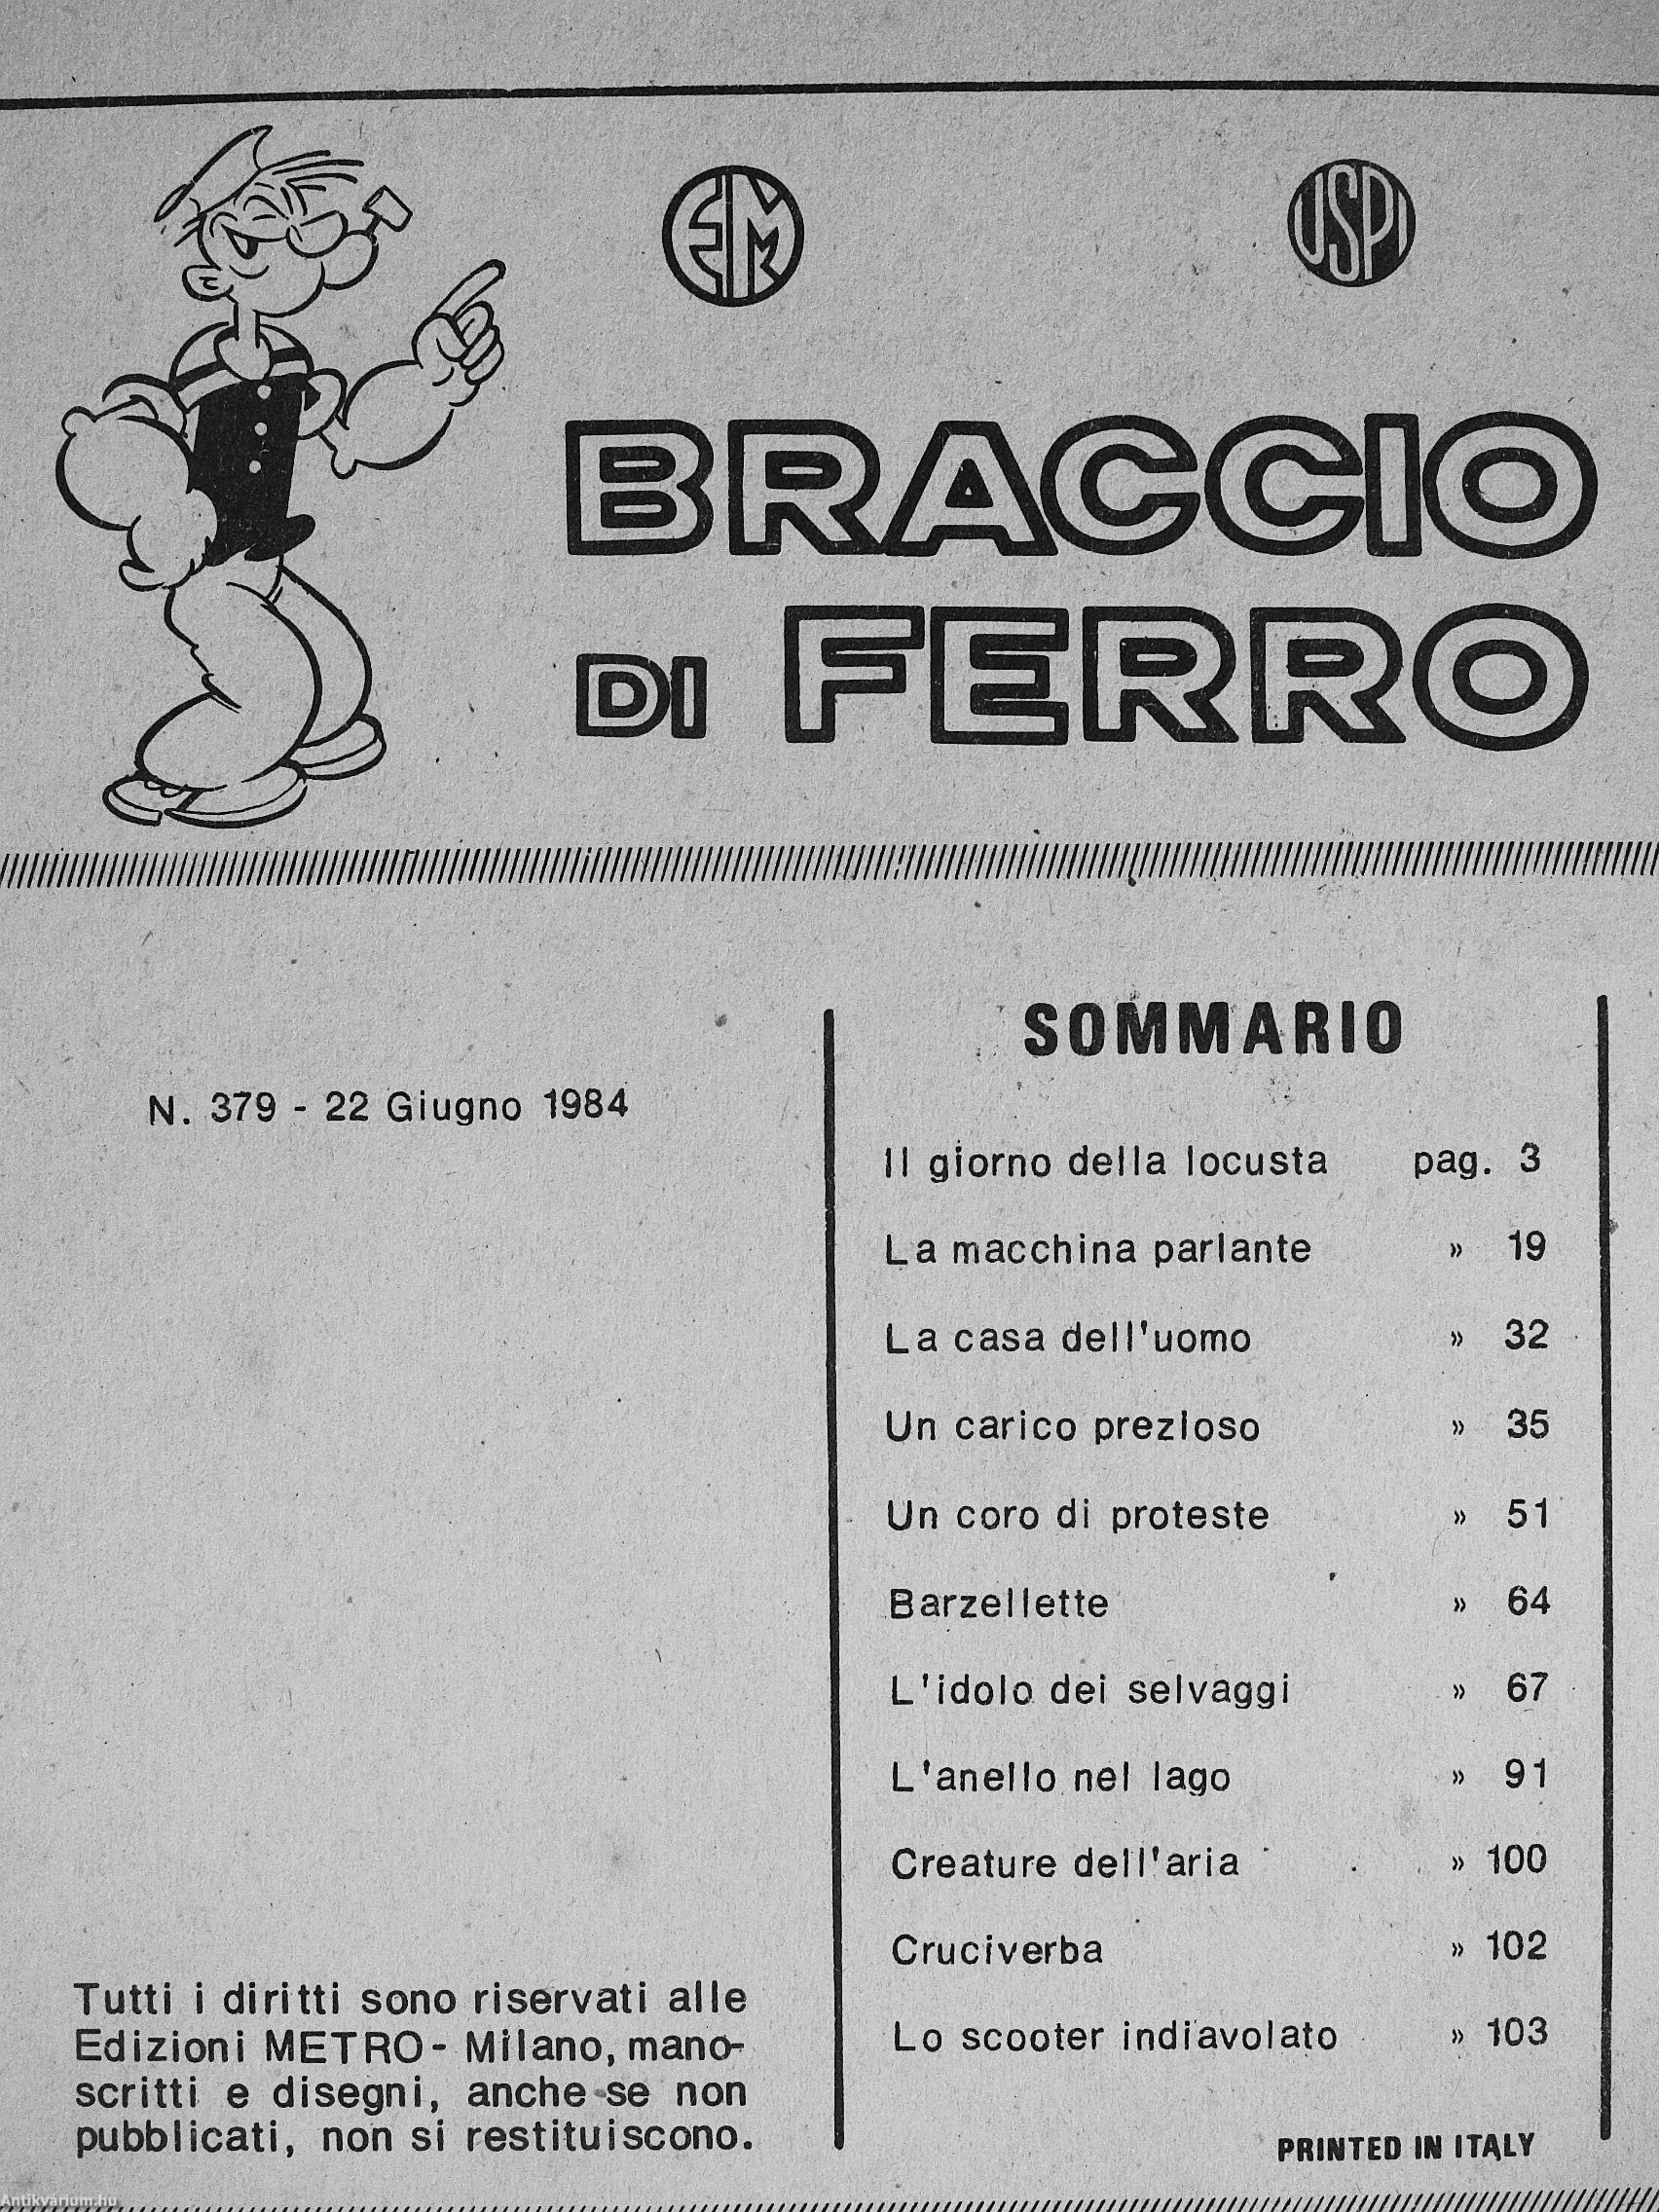 EM
USPI
BRACCIO
DI FERRO
N. 379 - 22 Giugno 1984
SOMMARIO
Il giorno della locusta pag. 3
La macchina parlante » 19
La casa dell'uomo » 32
Un carico prezioso » 35
Un coro di proteste » 51
Barzellette » 64
L'idolo dei selvaggi » 67
L'anello nel lago » 91
Creature dell'aria » 100
Cruciverba » 102
Lo scooter indiavolato » 103
Tutti i diritti sono riservati alle
Edizioni METRO - Milano, mano-
scritti e disegni, anche se non
pubblicati, non si restituiscono.
PRINTED IN ITALY
Antikvárium.hu